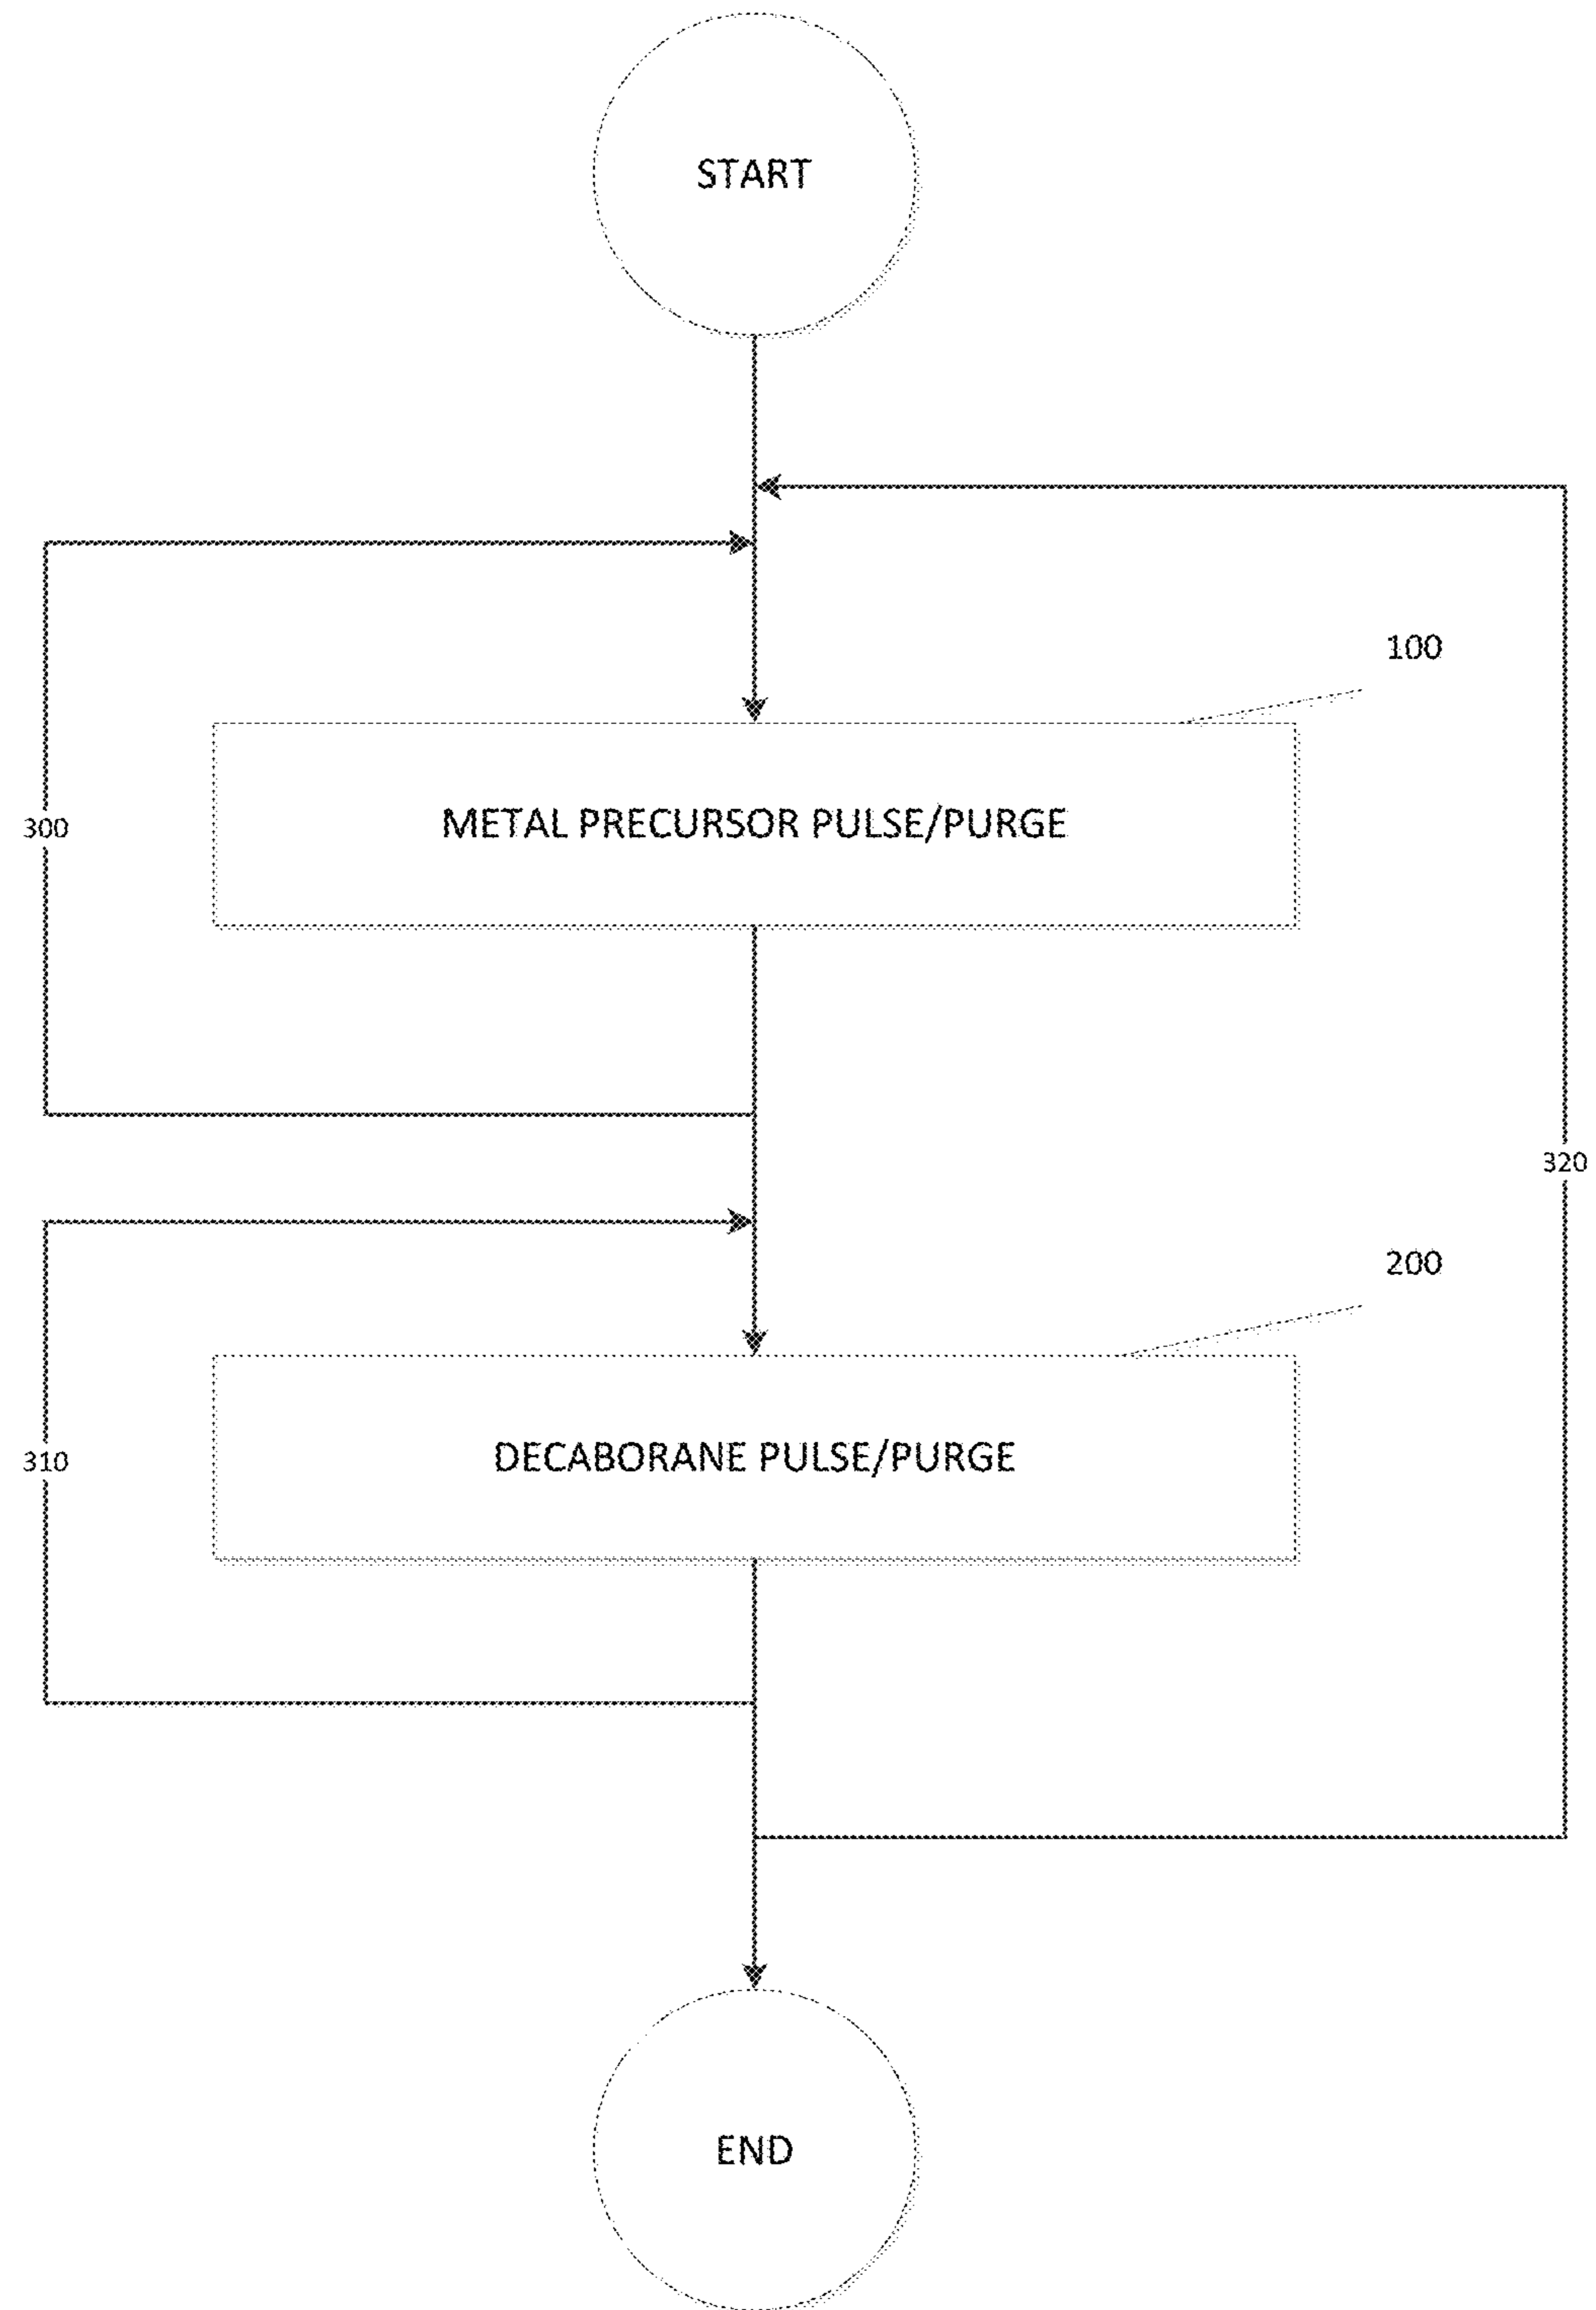 START
100
METAL PRECURSOR PULSE/PURGE
300
320
200
DECABORANE PULSE/PURGE
310
END